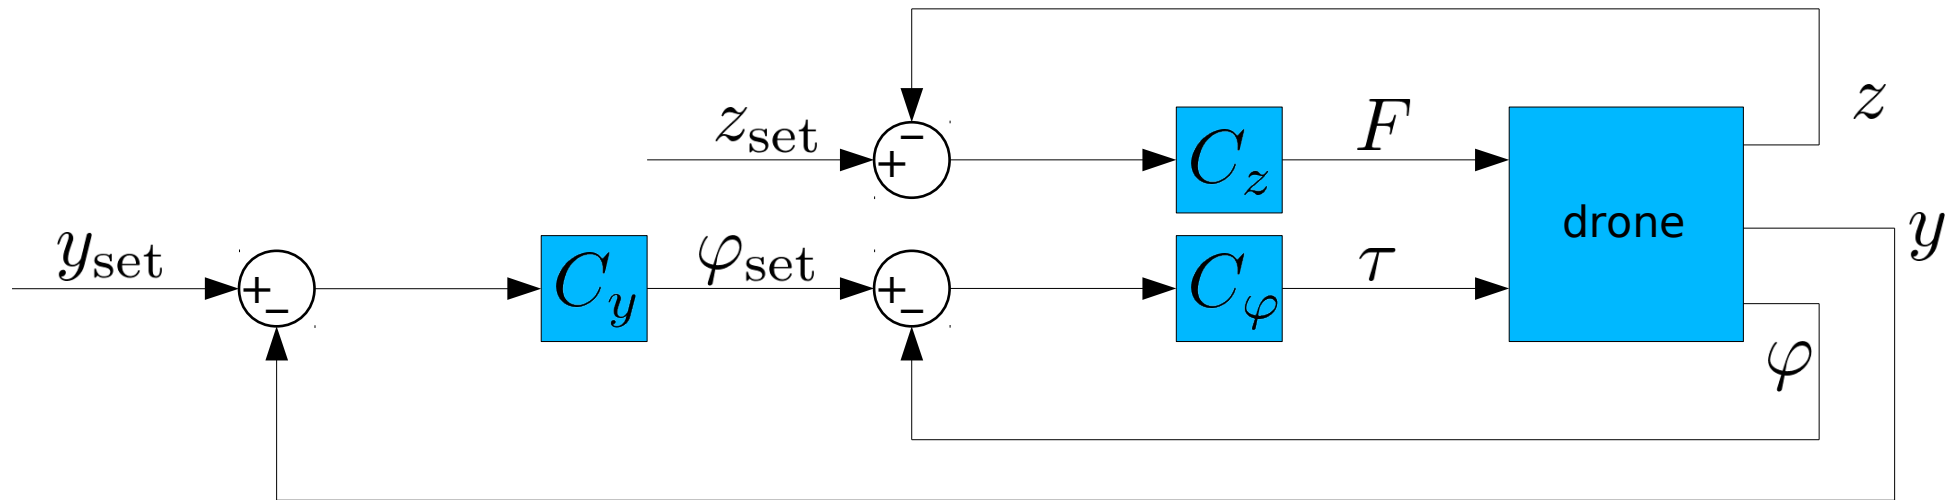 z
z_set + − C_z F
drone
y
y_set + − C_y φ_set + − C_φ τ
φ